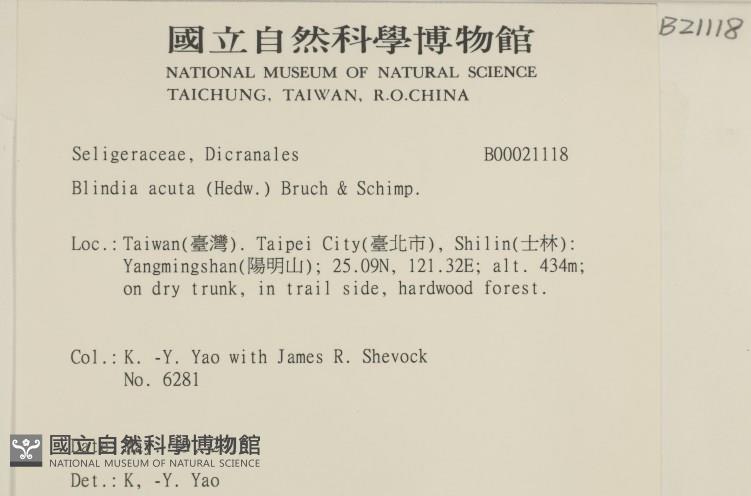 國立自然科學博物館
B21118
NATIONAL MUSEUM OF NATURAL SCIENCE
TAICHUNG, TAIWAN, R.O.CHINA
Seligeraceae, Dicranales B00021118
Blindia acuta (Hedw.) Bruch & Schimp.
Loc.: Taiwan(臺灣). Taipei City(臺北市), Shilin(士林):
Yangmingshan(陽明山); 25.09N, 121.32E; alt. 434m;
on dry trunk, in trail side, hardwood forest.
Col.: K. -Y. Yao with James R. Shevock
No. 6281
國立自然科學博物館
NATIONAL MUSEUM OF NATURAL SCIENCE
Det.: K, -Y. Yao